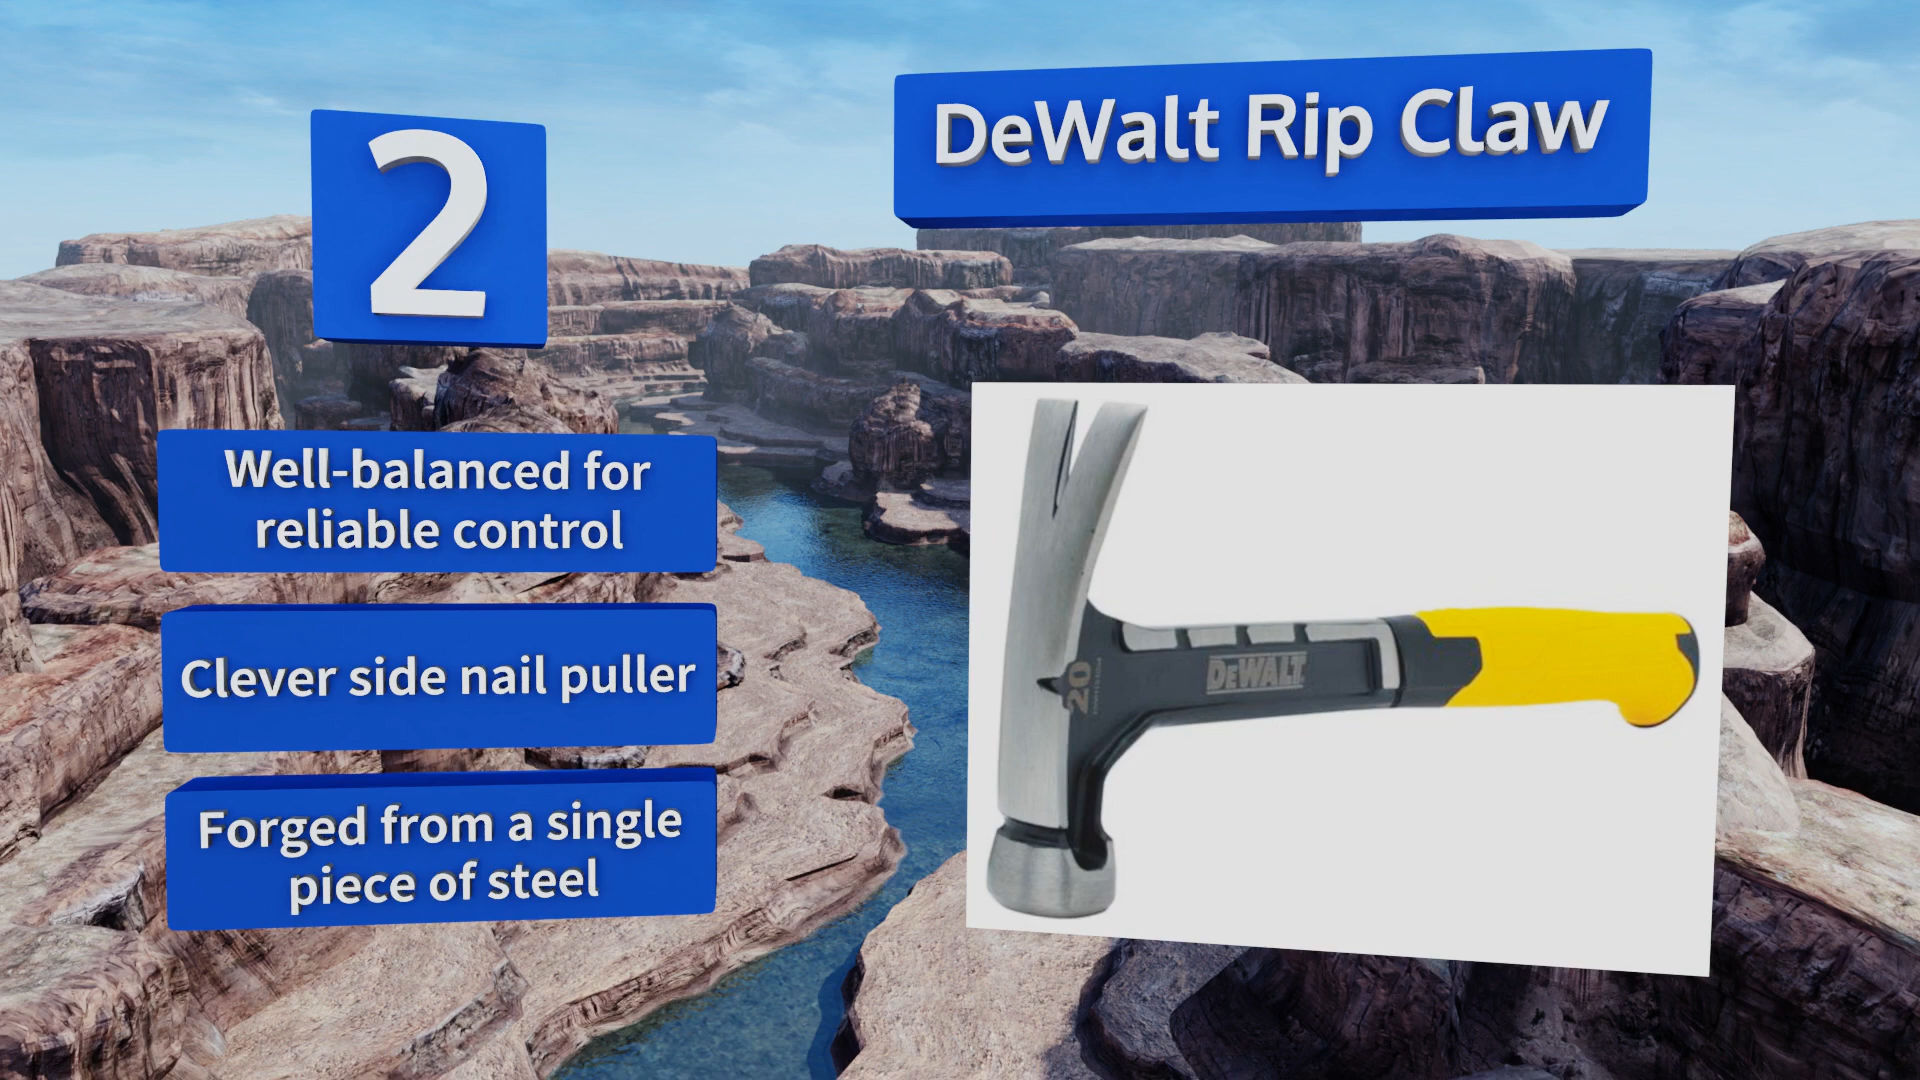 2
DeWalt Rip Claw
Well-balanced for
reliable control
Clever side nail puller
Forged from a single
piece of steel
DEWALT
20